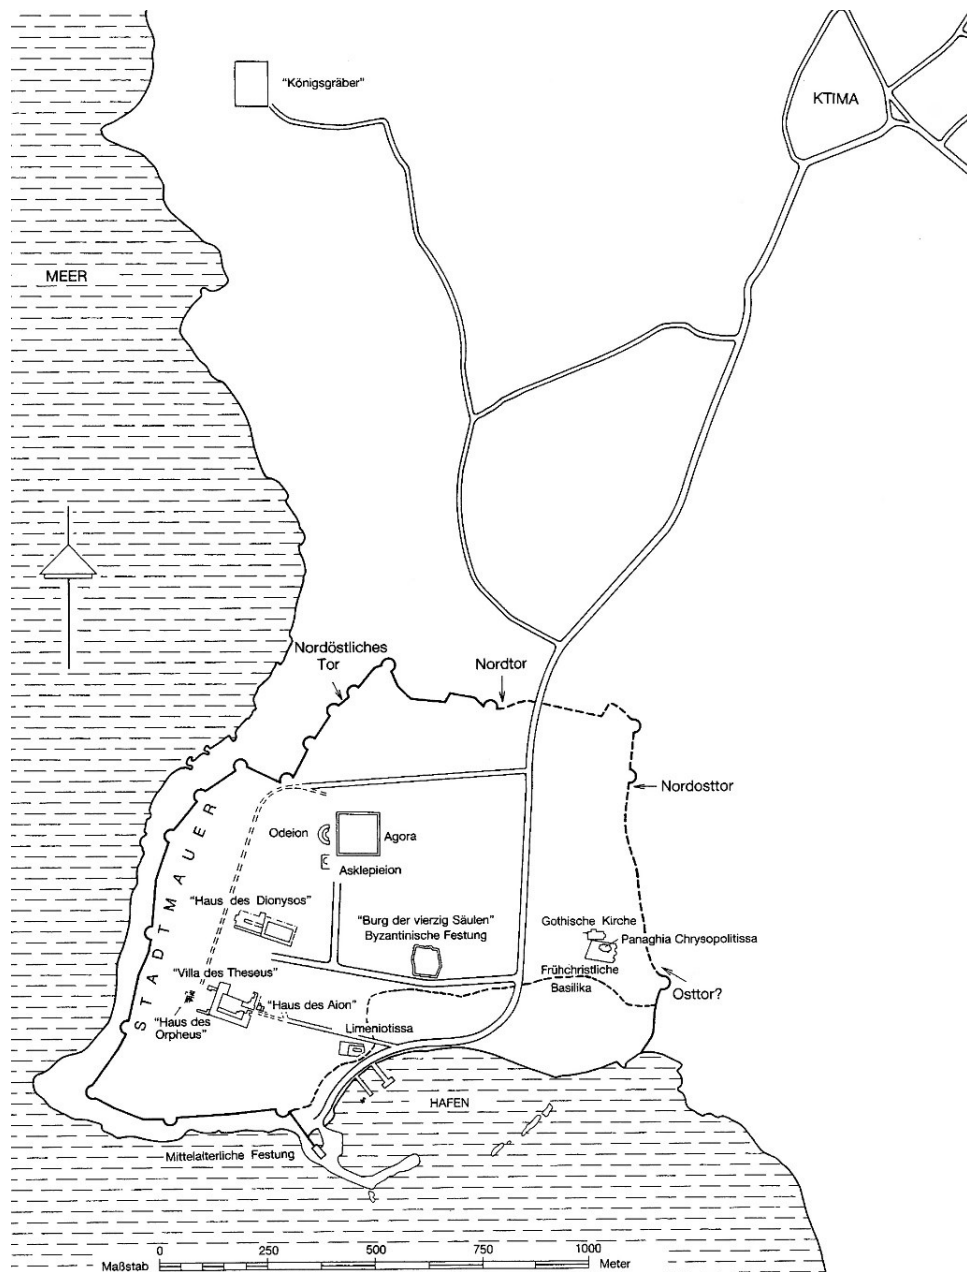 "Königsgräber"
KTIMA
MEER
Nordöstliches
Tor
Nordtor
Nordosttor
STADTMAUER
Odeion
Agora
Asklepieion
"Haus des Dionysos"
"Burg der vierzig Säulen"
Byzantinische Festung
Gothische Kirche
Panaghia Chrysopolitissa
Frühchristliche
Basilika
Osttor?
"Villa des Theseus"
"Haus des Aion"
"Haus des
Orpheus"
Limeniotissa
HAFEN
Mittelalterliche Festung
0 250 500 750 1000
Maßstab Meter